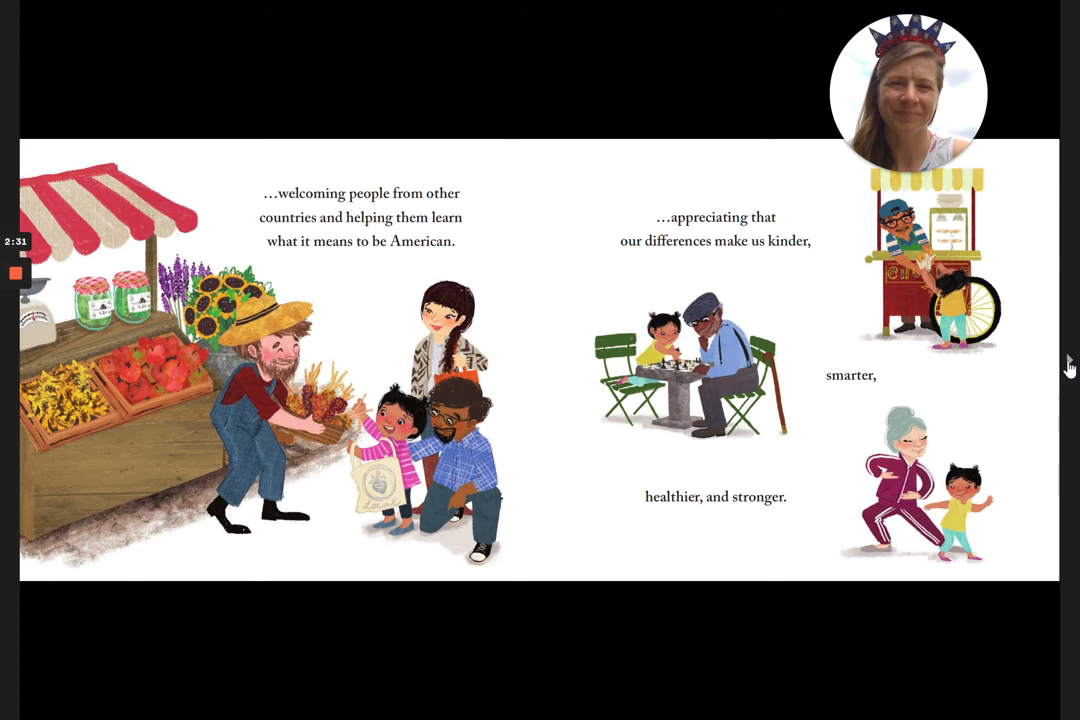 …welcoming people from other
countries and helping them learn
what it means to be American.
…appreciating that
our differences make us kinder,
smarter,
healthier, and stronger.
2:31
Local